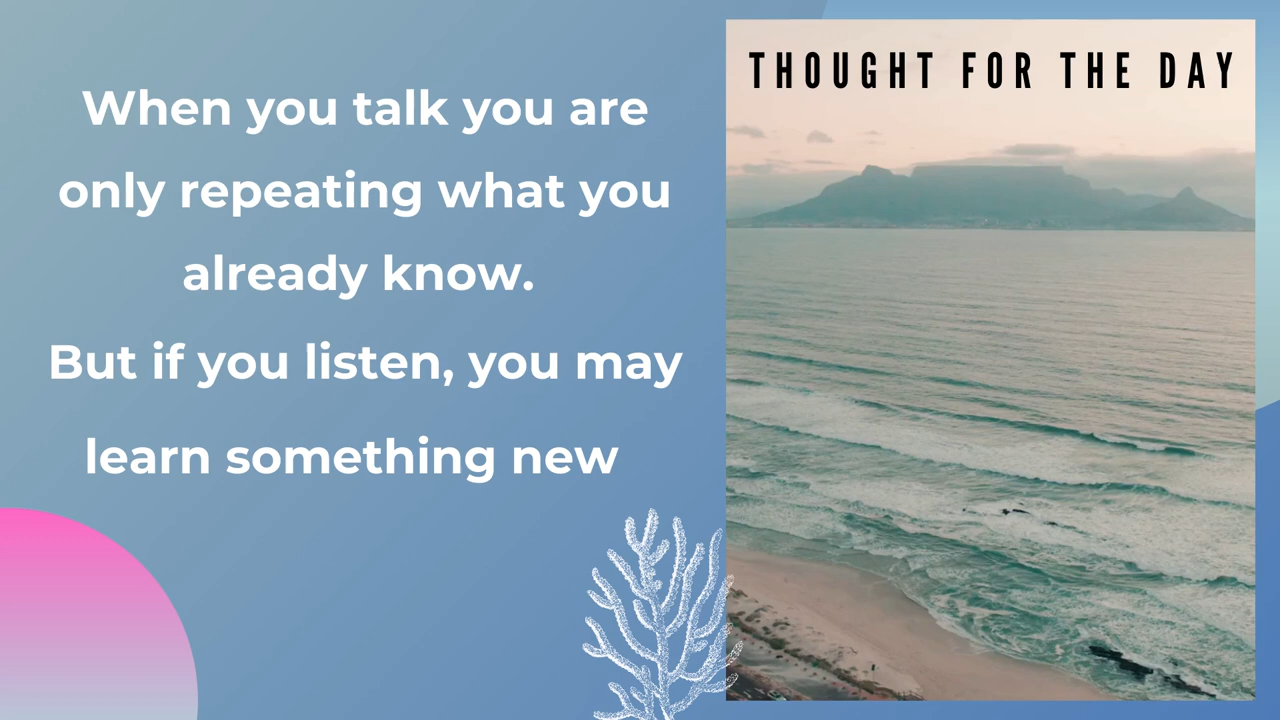 When you talk you are
only repeating what you
already know.
But if you listen, you may
learn something new
THOUGHT FOR THE DAY